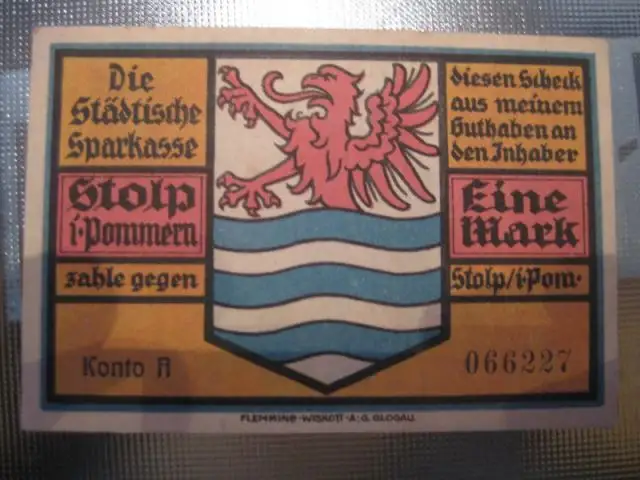 Die
Städtische
Sparkasse
Stolp
i·Pommern
zahle gegen
Konto A
diesen Scheck
aus meinem
Guthaben an
den Inhaber
Eine
Mark
Stolp/i·Pom·
066227
FLEMMING-WISKOTT·A·G·GLOGAU